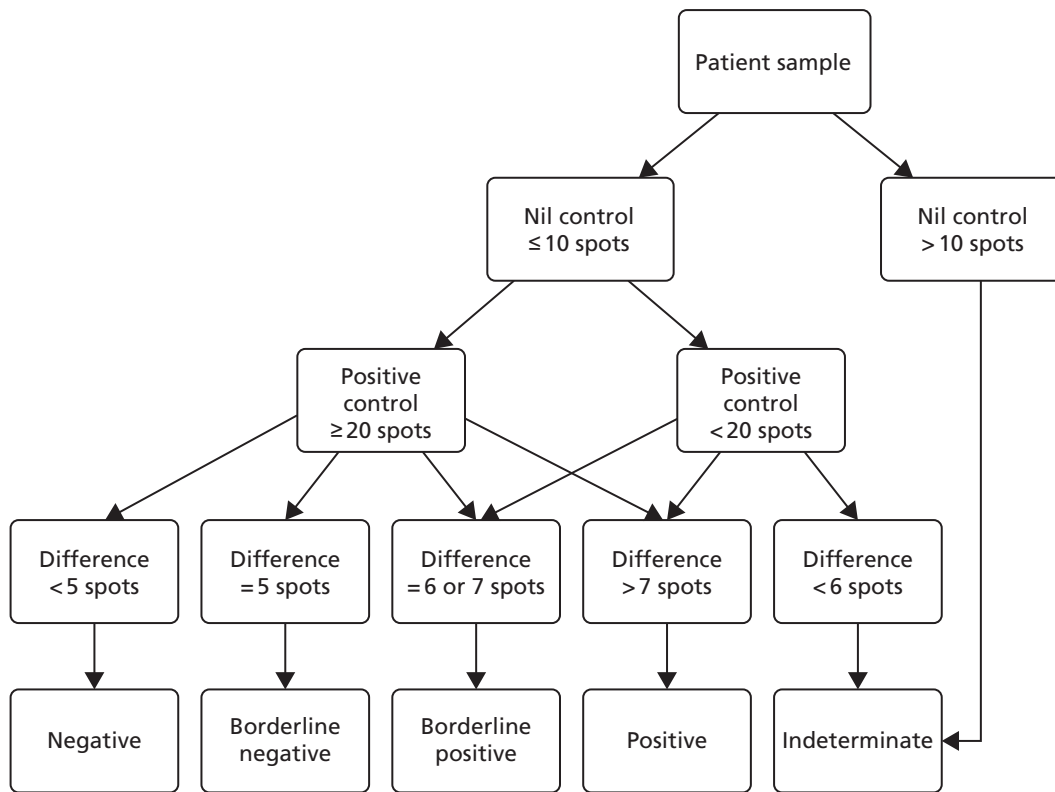 Patient sample
Nil control
≤ 10 spots
Nil control
> 10 spots
Positive
control
≥ 20 spots
Positive
control
< 20 spots
Difference
< 5 spots
Difference
= 5 spots
Difference
= 6 or 7 spots
Difference
> 7 spots
Difference
< 6 spots
Negative
Borderline
negative
Borderline
positive
Positive
Indeterminate